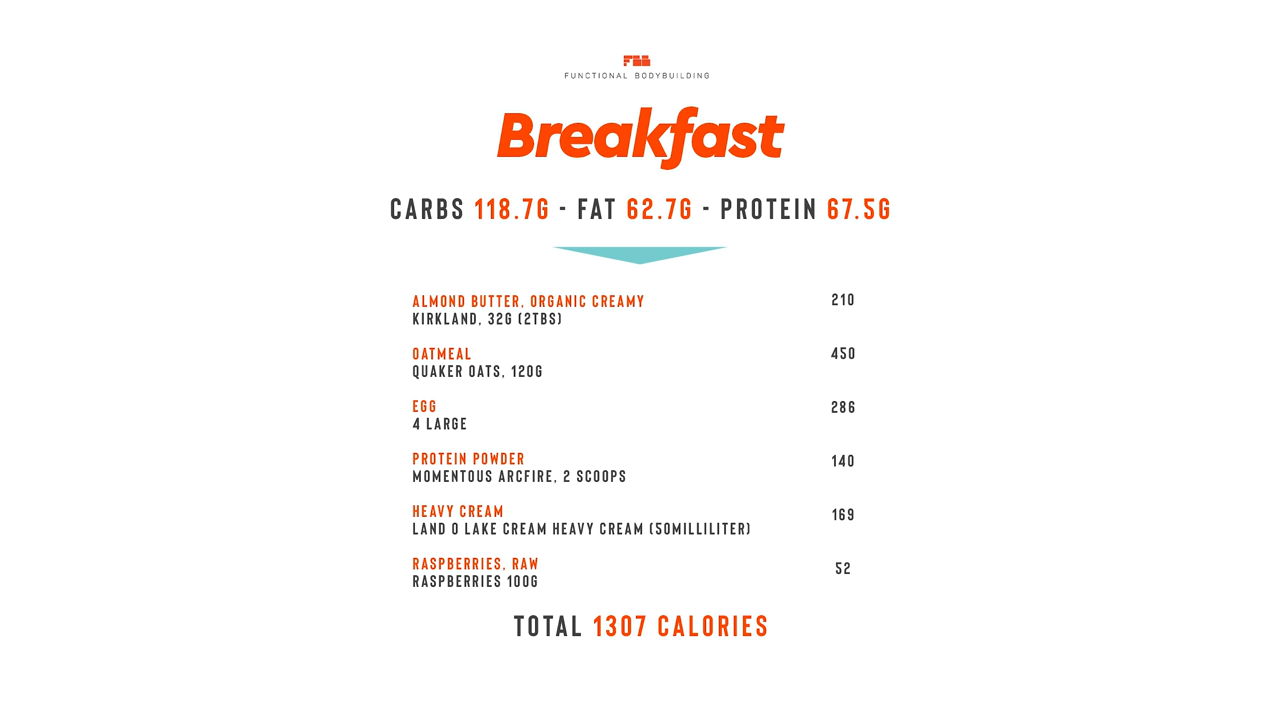 FBB
FUNCTIONAL BODYBUILDING
Breakfast
CARBS 118.7G - FAT 62.7G - PROTEIN 67.5G
ALMOND BUTTER, ORGANIC CREAMY 210
KIRKLAND, 32G (2TBS)
OATMEAL 450
QUAKER OATS, 120G
EGG 286
4 LARGE
PROTEIN POWDER 140
MOMENTOUS ARCFIRE, 2 SCOOPS
HEAVY CREAM 169
LAND O LAKE CREAM HEAVY CREAM (50MILLILITER)
RASPBERRIES, RAW 52
RASPBERRIES 100G
TOTAL 1307 CALORIES